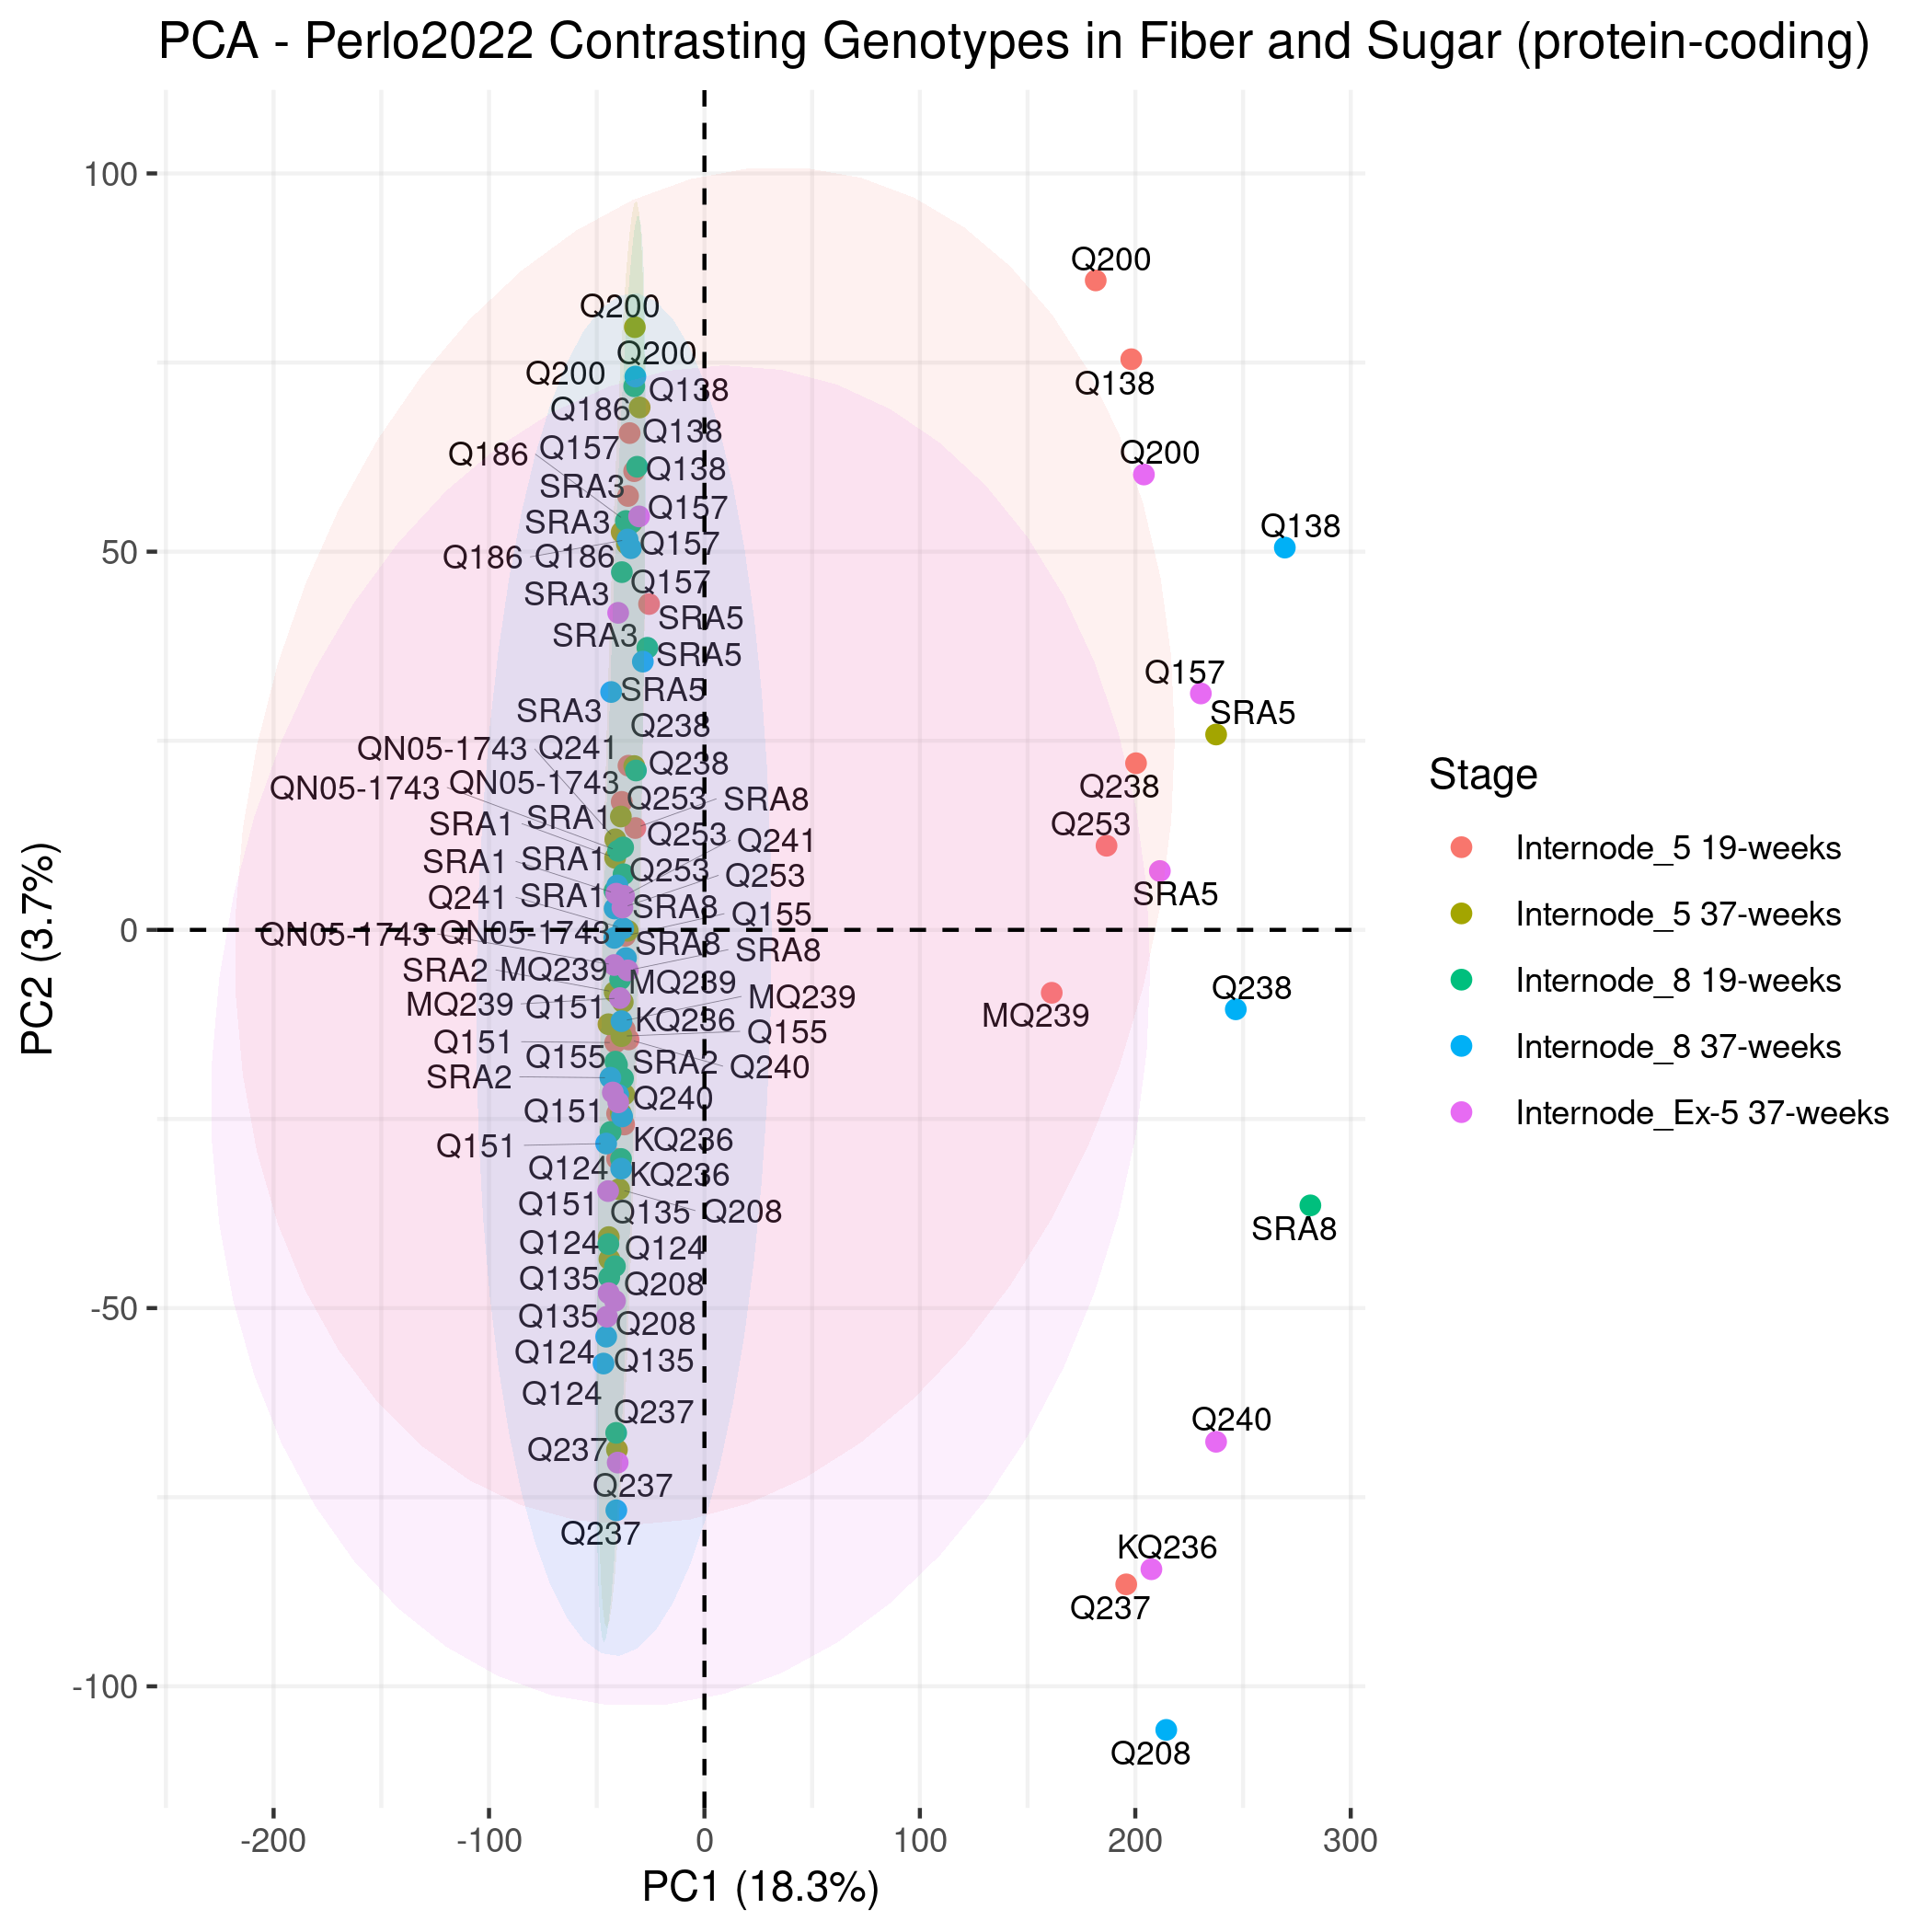 PCA - Perlo2022 Contrasting Genotypes in Fiber and Sugar (protein-coding)
PC2 (3.7%)
100
50
0
-50
-100
Q200
Q200
Q138
Q200
Q200
Q138
Q186
Q138
Q186
Q157
Q138
SRA3
Q157
SRA3
Q157
Q186
Q186
Q157
SRA3
SRA5
SRA3
SRA5
SRA5
SRA3
Q238
QN05-1743
Q241
Q238
QN05-1743
QN05-1743
Q253
SRA8
SRA1
SRA1
Q253
Q241
SRA1
SRA1
Q253
Q253
Q241
SRA1
SRA8
Q155
QN05-1743
QN05-1743
SRA8
SRA8
SRA2
MQ239
MQ239
MQ239
MQ239
Q151
KQ236
Q155
Q151
Q155
SRA2
Q240
SRA2
Q240
Q151
Q151
KQ236
Q124
KQ236
Q151
Q135
Q208
Q124
Q124
Q135
Q208
Q135
Q208
Q124
Q135
Q124
Q237
Q237
Q237
Q237
Q200
Q138
Q200
Q138
Q157
SRA5
Q238
Q253
SRA5
Q238
MQ239
SRA8
Q240
KQ236
Q237
Q208
-200
-100
0
100
200
300
PC1 (18.3%)
Stage
Internode_5 19-weeks
Internode_5 37-weeks
Internode_8 19-weeks
Internode_8 37-weeks
Internode_Ex-5 37-weeks